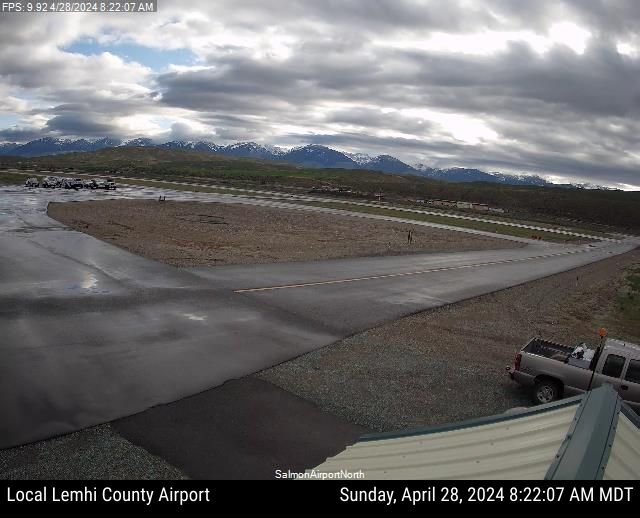 FPS: 9.92 4/28/2024 8:22:07 AM
SalmonAirportNorth
Local Lemhi County Airport
Sunday, April 28, 2024 8:22:07 AM MDT